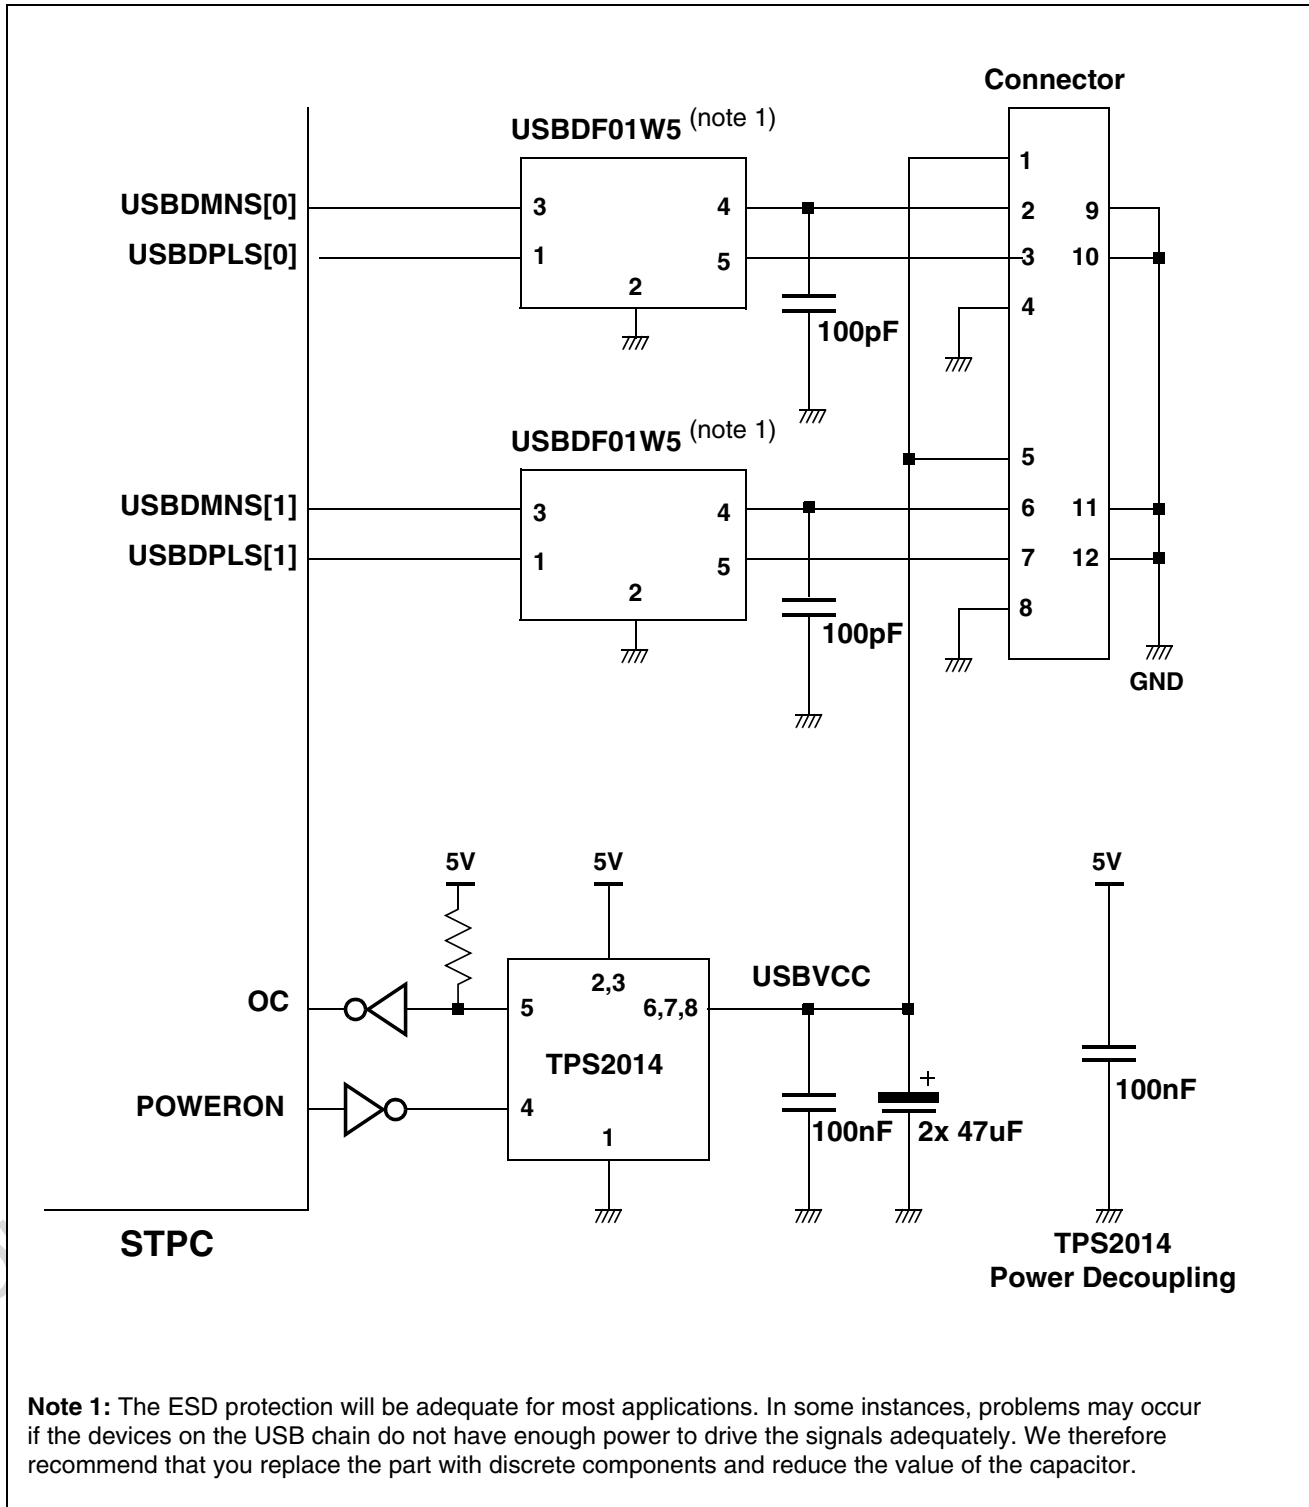 Connector
USBDF01W5 (note 1)
1
USBDMNS[0] 3 4 2 9
USBDPLS[0] 1 5 3 10
2 4
100pF
USBDF01W5 (note 1)
5
USBDMNS[1] 3 4 6 11
USBDPLS[1] 1 5 7 12
2 8
100pF
GND
5V 5V 5V
2,3 USBVCC
OC 5 6,7,8
TPS2014
100nF
POWERON 4
1 100nF 2x 47uF
+
STPC TPS2014
Power Decoupling
Note 1: The ESD protection will be adequate for most applications. In some instances, problems may occur
if the devices on the USB chain do not have enough power to drive the signals adequately. We therefore
recommend that you replace the part with discrete components and reduce the value of the capacitor.